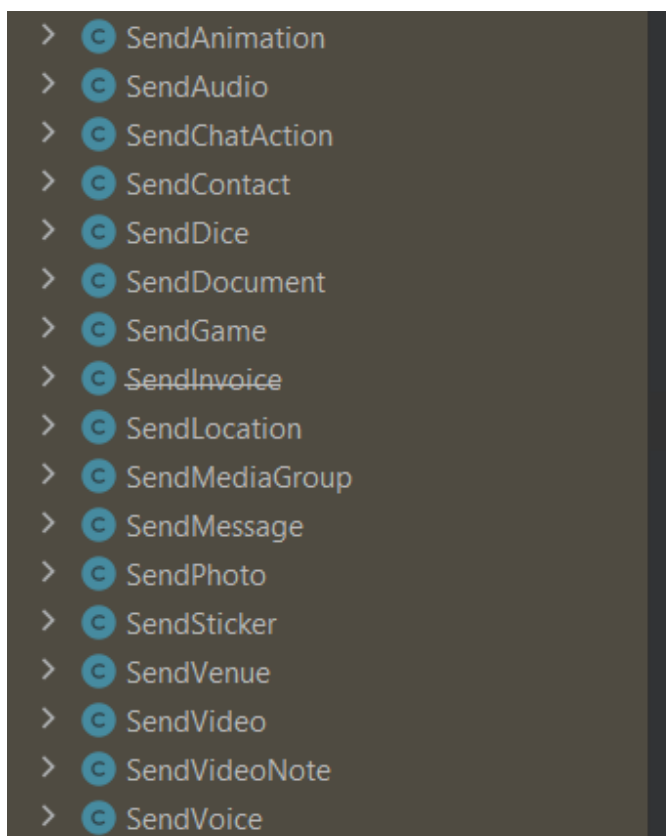 C SendAnimation
C SendAudio
C SendChatAction
C SendContact
C SendDice
C SendDocument
C SendGame
C SendInvoice
C SendLocation
C SendMediaGroup
C SendMessage
C SendPhoto
C SendSticker
C SendVenue
C SendVideo
C SendVideoNote
C SendVoice